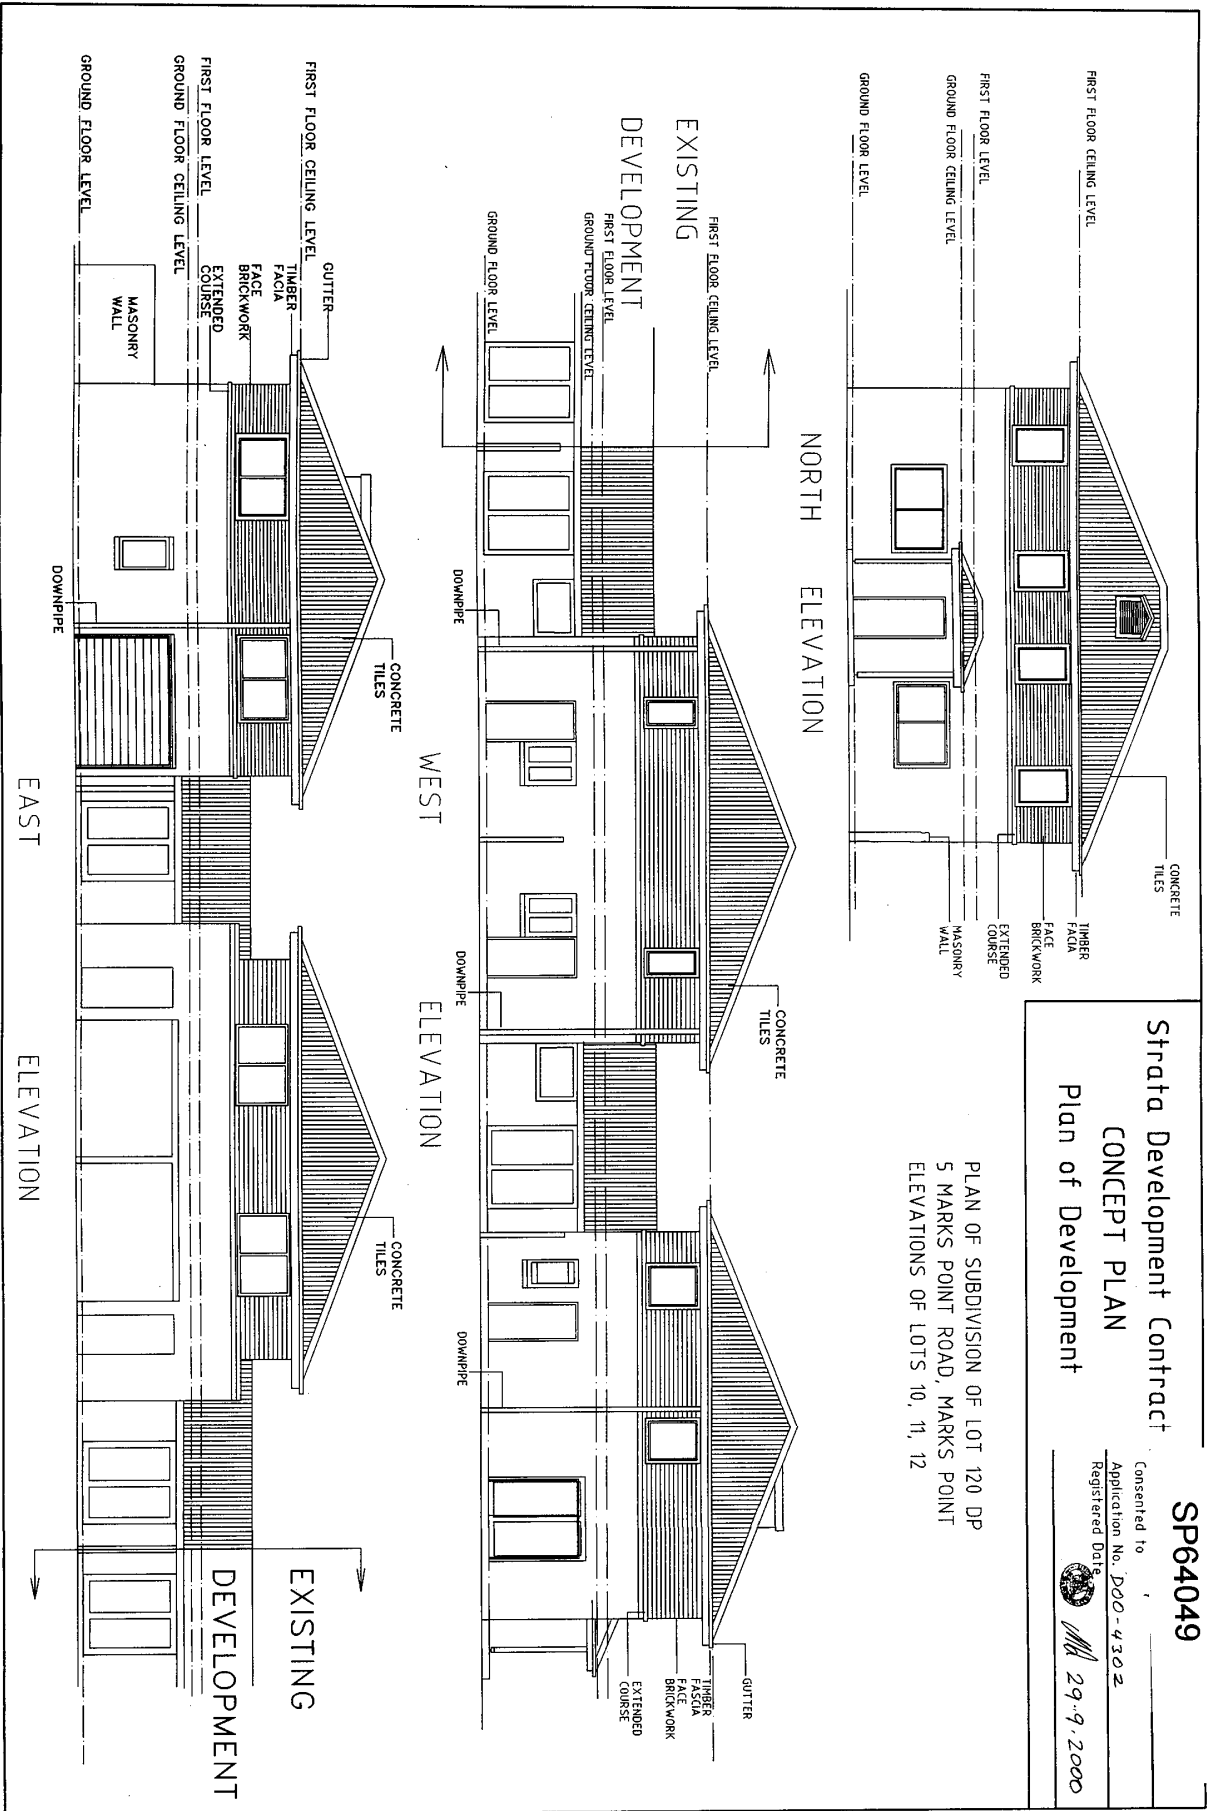 SP64049
Strata Development Contract
CONCEPT PLAN
Plan of Development
Consented to
Application No. D00-4302
Registered Date
29.9.2000
PLAN OF SUBDIVISION OF LOT 120 DP
5 MARKS POINT ROAD, MARKS POINT
ELEVATIONS OF LOTS 10, 11, 12
FIRST FLOOR CEILING LEVEL
FIRST FLOOR LEVEL
GROUND FLOOR CEILING LEVEL
GROUND FLOOR LEVEL
CONCRETE
TILES
TIMBER
FACIA
FACE
BRICKWORK
EXTENDED
COURSE
MASONRY
WALL
NORTH ELEVATION
EXISTING
DEVELOPMENT
FIRST FLOOR CEILING LEVEL
FIRST FLOOR LEVEL
GROUND FLOOR CEILING LEVEL
GROUND FLOOR LEVEL
DOWNPIPE
CONCRETE
TILES
DOWNPIPE
DOWNPIPE
GUTTER
TIMBER
FASCIA
FACE
BRICKWORK
EXTENDED
COURSE
WEST ELEVATION
FIRST FLOOR CEILING LEVEL
FIRST FLOOR LEVEL
GROUND FLOOR CEILING LEVEL
GROUND FLOOR LEVEL
GUTTER
TIMBER
FACIA
FACE
BRICKWORK
EXTENDED
COURSE
MASONRY
WALL
DOWNPIPE
CONCRETE
TILES
CONCRETE
TILES
EXISTING
DEVELOPMENT
EAST ELEVATION